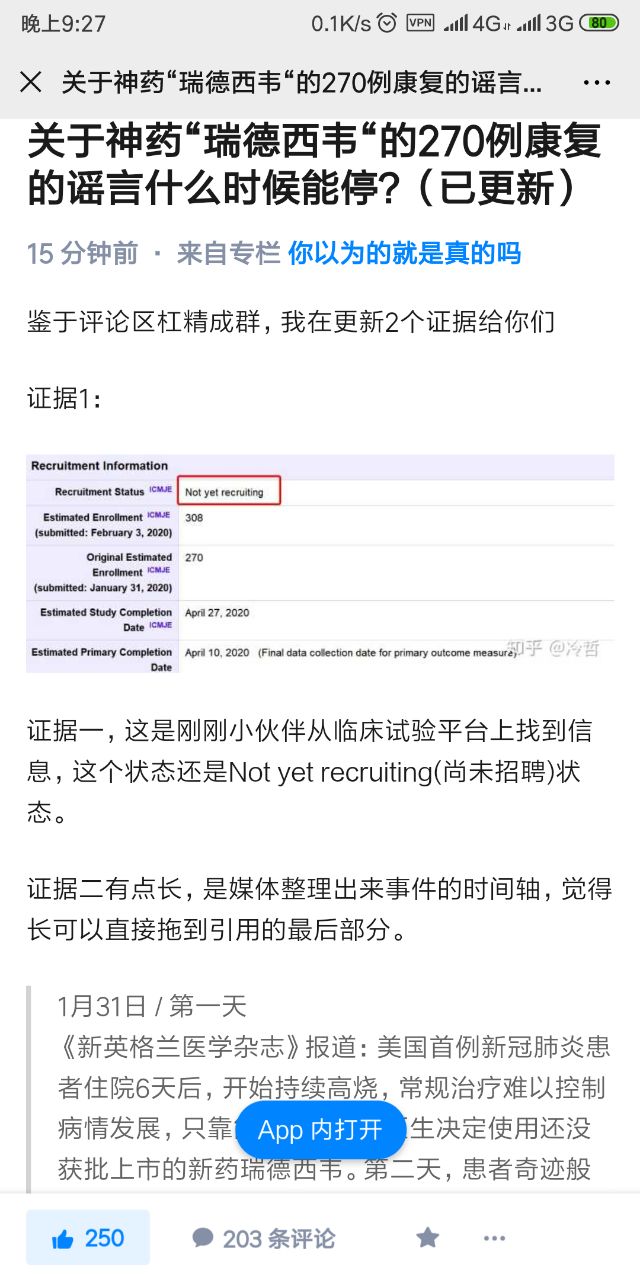 晚上9:27
0.1K/s VPN 4G 3G 80
关于神药“瑞德西韦“的270例康复的谣言...
关于神药“瑞德西韦“的270例康复
的谣言什么时候能停?（已更新）
15 分钟前 · 来自专栏 你以为的就是真的吗
鉴于评论区杠精成群，我在更新2个证据给你们
证据1：
Recruitment Information
Recruitment Status ICMJE Not yet recruiting
Estimated Enrollment ICMJE 308
(submitted: February 3, 2020)
Original Estimated 270
Enrollment ICMJE
(submitted: January 31, 2020)
Estimated Study Completion April 27, 2020
Date ICMJE
Estimated Primary Completion April 10, 2020 (Final data collection date for primary outcome measure)
Date
知乎 @冷哲
证据一，这是刚刚小伙伴从临床试验平台上找到信
息，这个状态还是Not yet recruiting(尚未招聘)状
态。
证据二有点长，是媒体整理出来事件的时间轴，觉得
长可以直接拖到引用的最后部分。
1月31日 / 第一天
《新英格兰医学杂志》报道：美国首例新冠肺炎患
者住院6天后，开始持续高烧，常规治疗难以控制
病情发展，只靠
生决定使用还没
App 内打开
获批上市的新药瑞德西韦。第二天，患者奇迹般
250
203 条评论